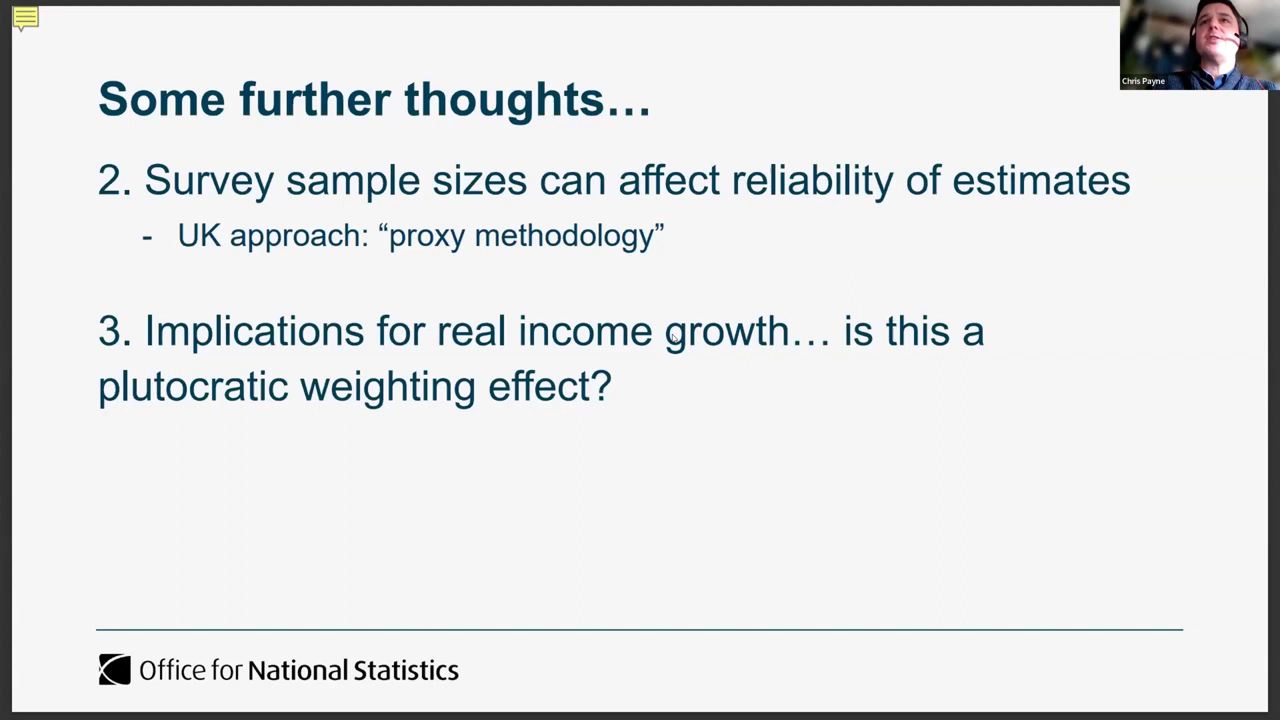 Chris Payne
Some further thoughts…
2. Survey sample sizes can affect reliability of estimates
- UK approach: “proxy methodology”
3. Implications for real income growth… is this a
plutocratic weighting effect?
Office for National Statistics